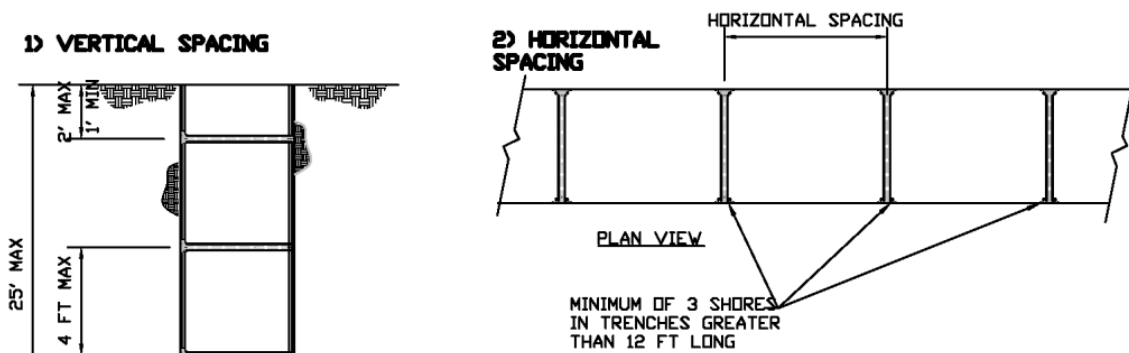 1) VERTICAL SPACING
2' MAX
1' MIN
25' MAX
4 FT MAX
2) HORIZONTAL
SPACING
HORIZONTAL SPACING
PLAN VIEW
MINIMUM OF 3 SHORES
IN TRENCHES GREATER
THAN 12 FT LONG